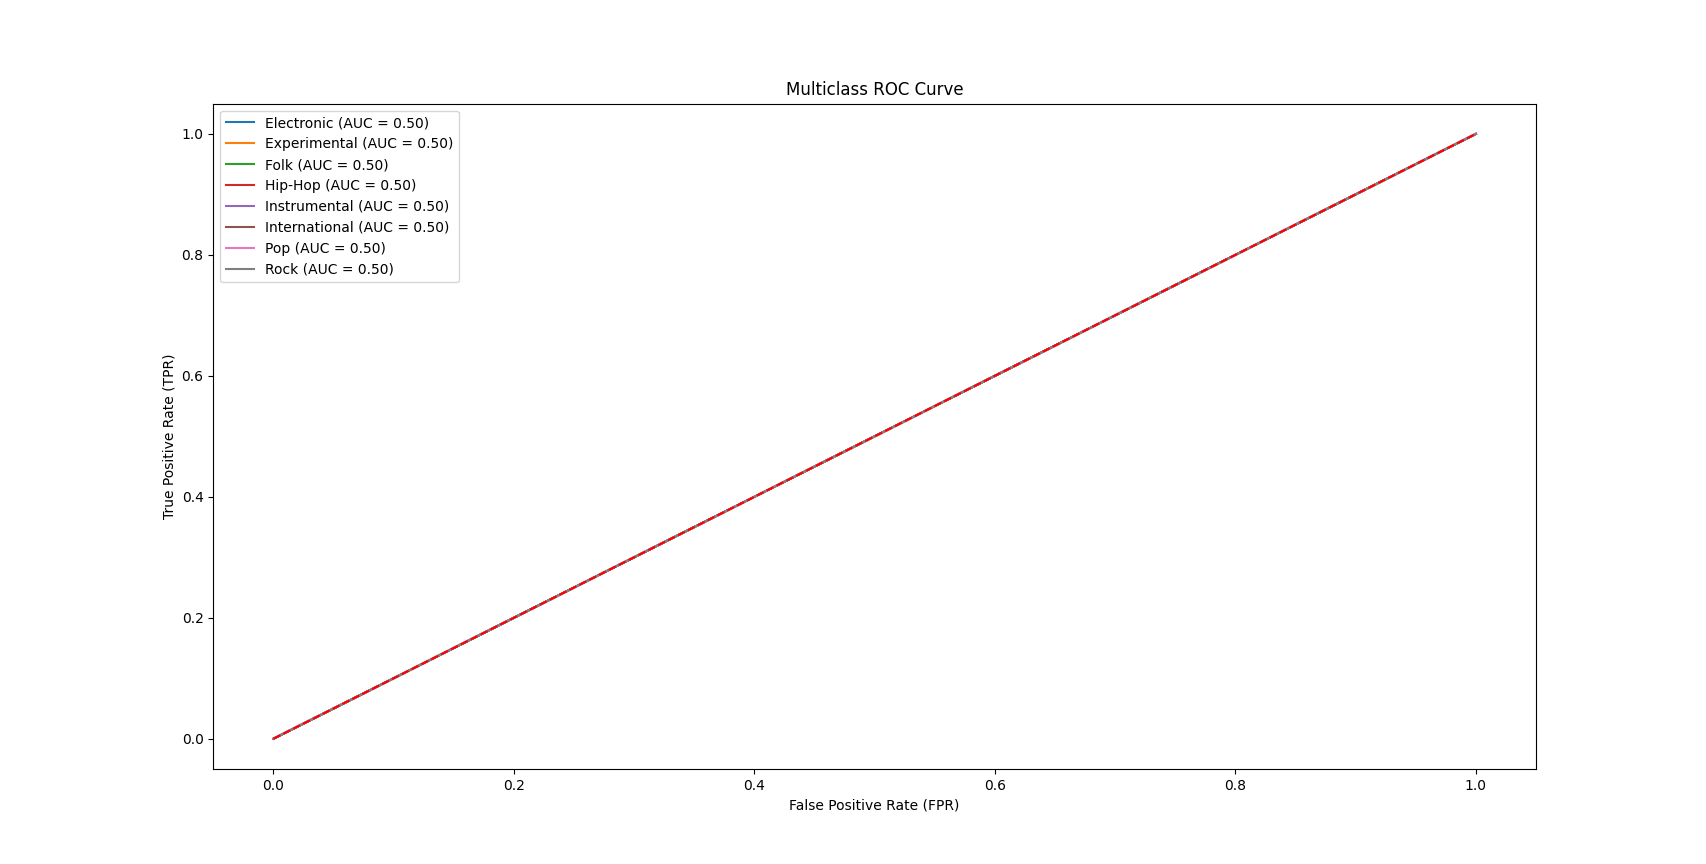 Multiclass ROC Curve
Electronic (AUC = 0.50)
Experimental (AUC = 0.50)
Folk (AUC = 0.50)
Hip-Hop (AUC = 0.50)
Instrumental (AUC = 0.50)
International (AUC = 0.50)
Pop (AUC = 0.50)
Rock (AUC = 0.50)
True Positive Rate (TPR)
1.0
0.8
0.6
0.4
0.2
0.0
0.0 0.2 0.4 0.6 0.8 1.0
False Positive Rate (FPR)